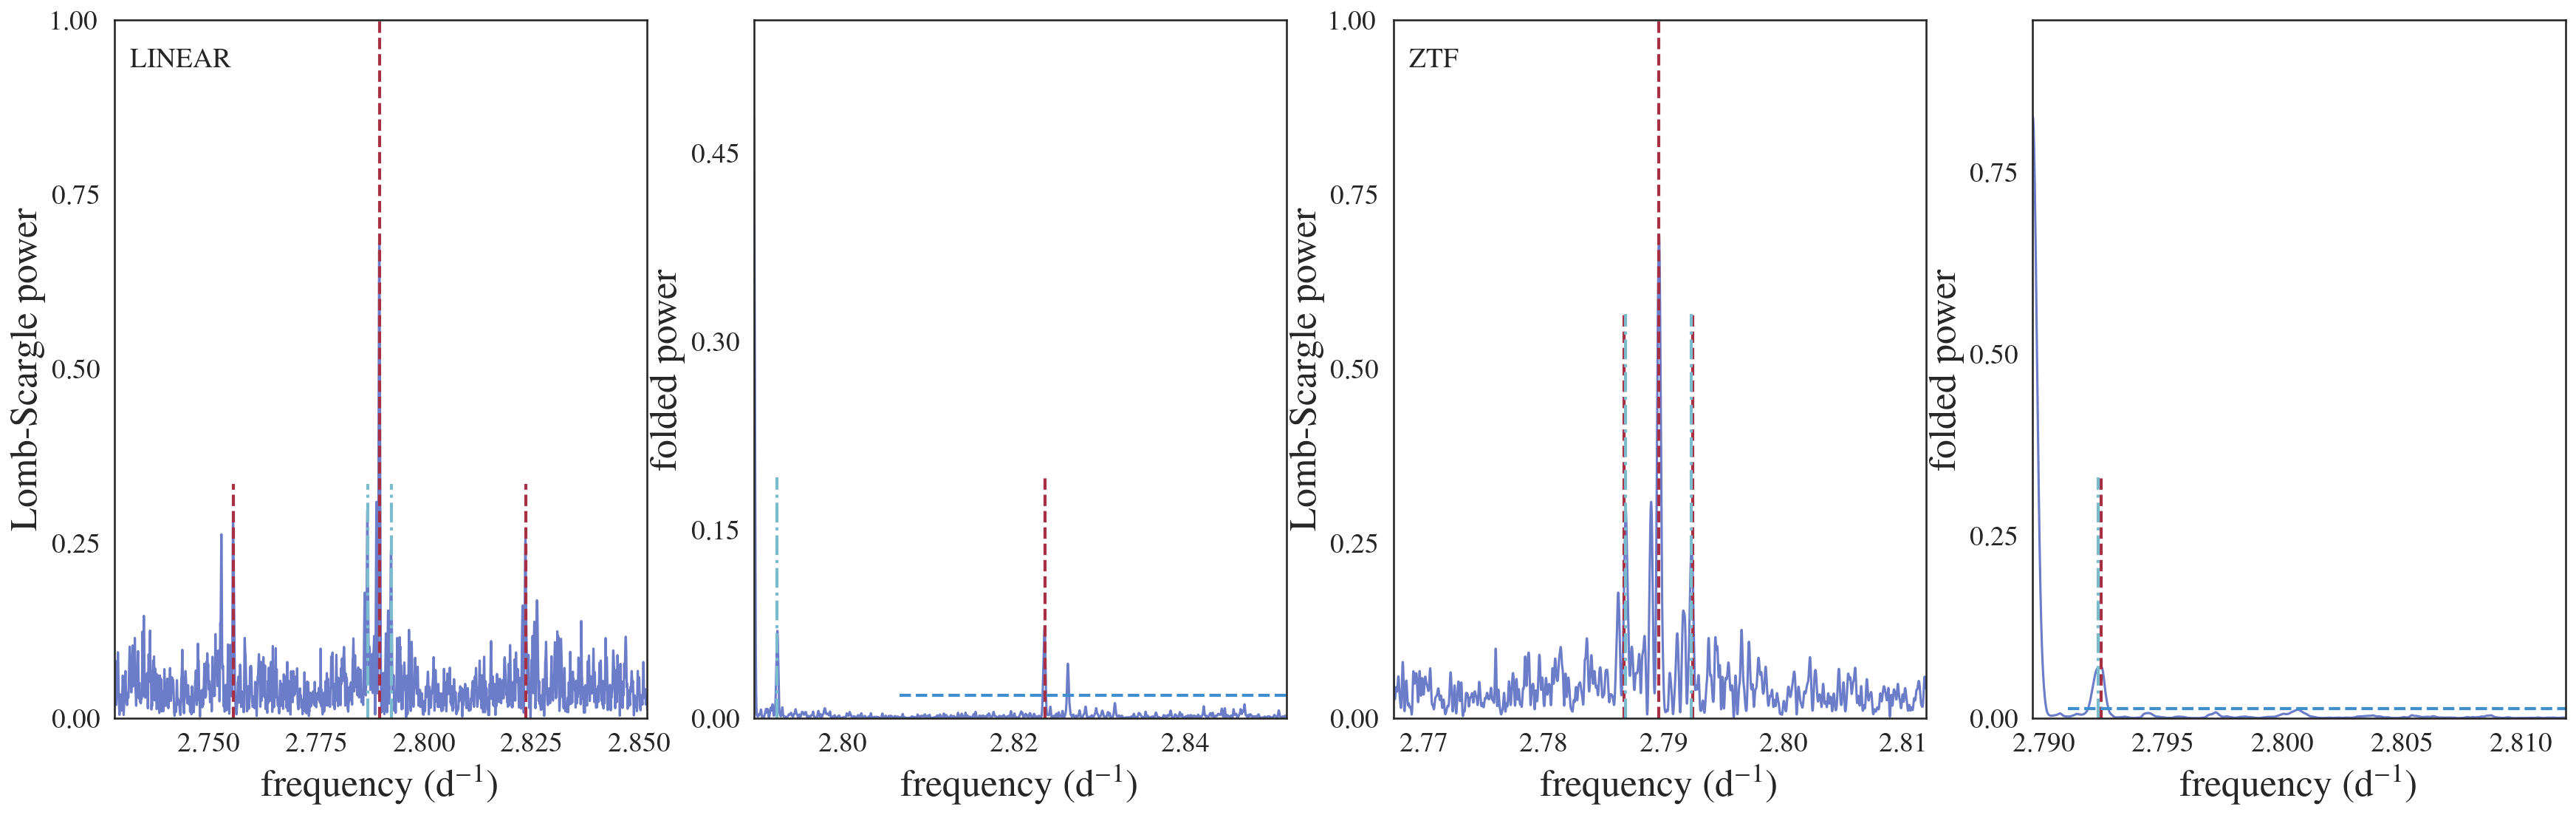 LINEAR
Lomb-Scargle power
1.00
0.75
0.50
0.25
0.00
2.750 2.775 2.800 2.825 2.850
frequency (d⁻¹)
folded power
0.45
0.30
0.15
0.00
2.80 2.82 2.84
frequency (d⁻¹)
ZTF
Lomb-Scargle power
1.00
0.75
0.50
0.25
0.00
2.77 2.78 2.79 2.80 2.81
frequency (d⁻¹)
folded power
0.75
0.50
0.25
0.00
2.790 2.795 2.800 2.805 2.810
frequency (d⁻¹)